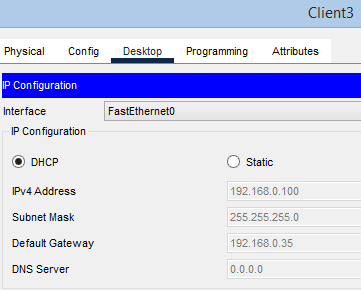 Client3
Physical Config Desktop Programming Attributes
IP Configuration
Interface FastEthernet0
IP Configuration
DHCP Static
IPv4 Address 192.168.0.100
Subnet Mask 255.255.255.0
Default Gateway 192.168.0.35
DNS Server 0.0.0.0